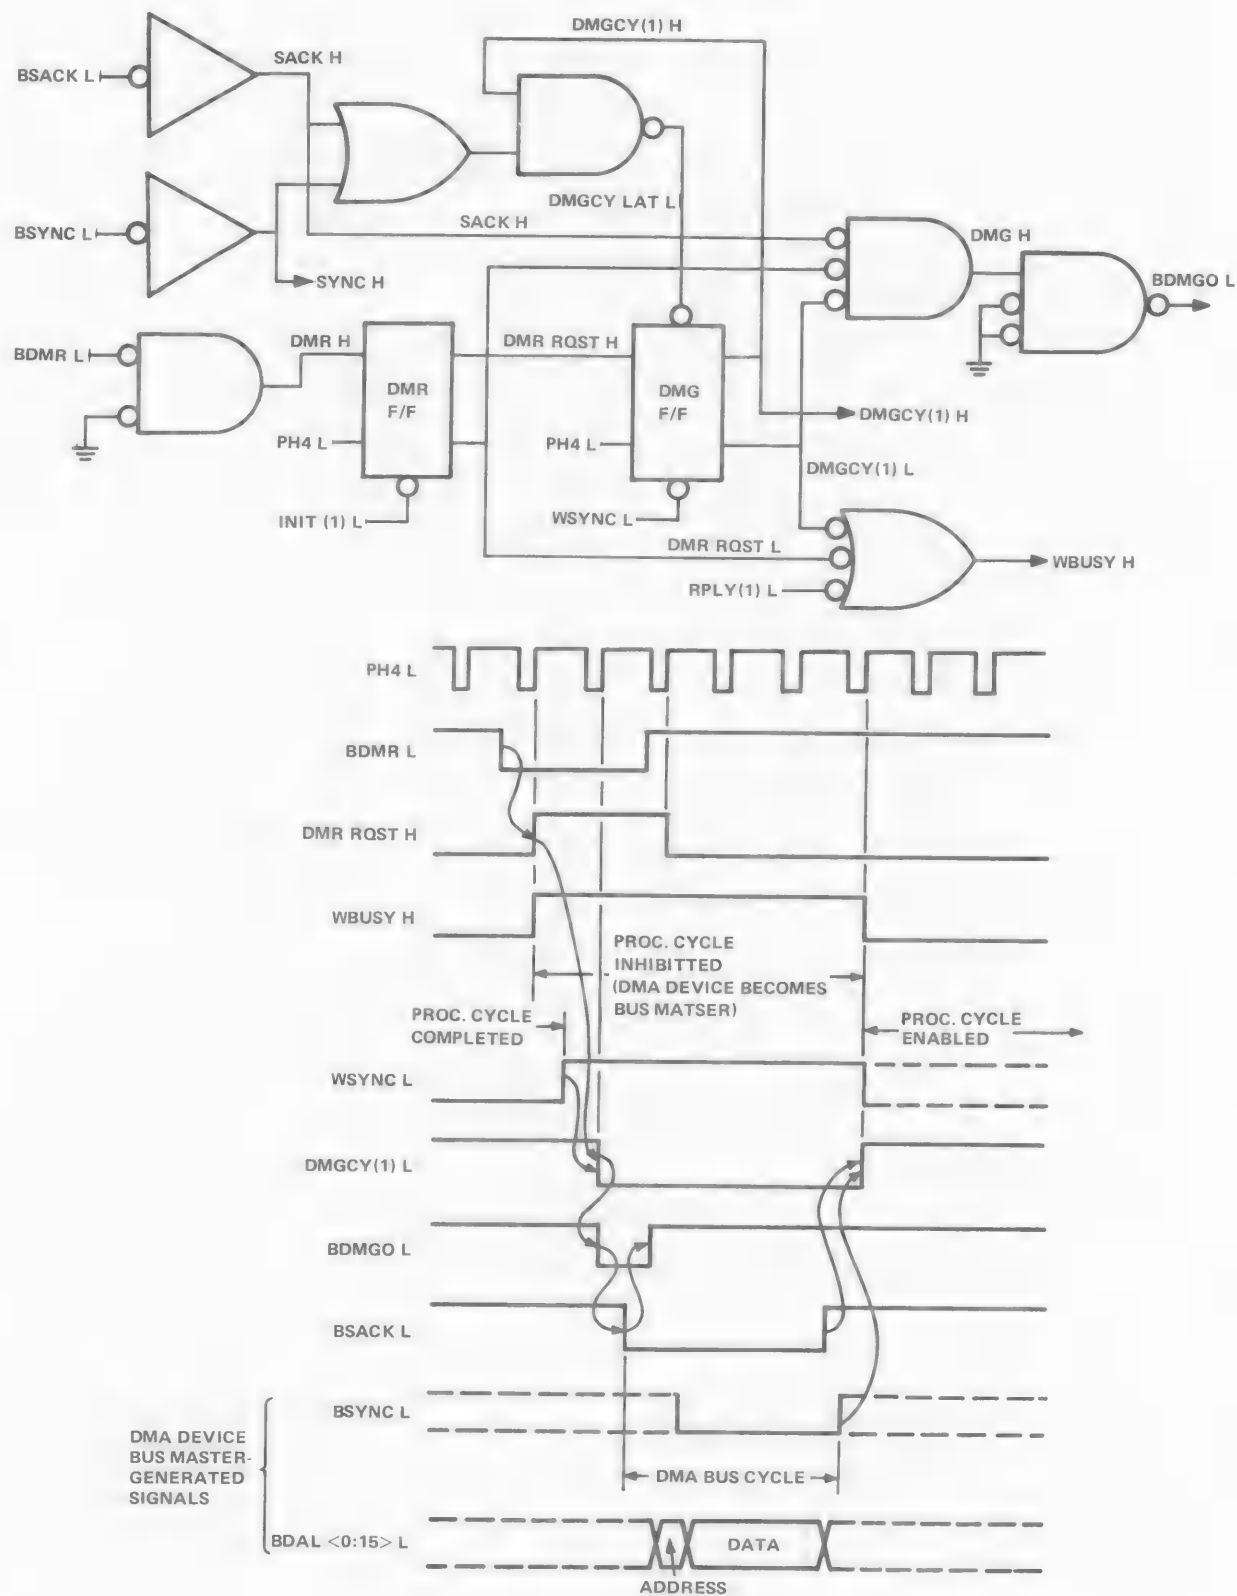 DMGCY(1) H
SACK H
BSACK L
DMGCY LAT L
SACK H
DMG H
BSYNC L
BDMGO L
SYNC H
DMR H
DMR RQST H
BDMR L
DMR
F/F
DMG
F/F
DMGCY(1) H
PH4 L
PH4 L
DMGCY(1) L
INIT (1) L
WSYNC L
DMR RQST L
WBUSY H
RPLY(1) L
PH4 L
BDMR L
DMR RQST H
WBUSY H
PROC. CYCLE
INHIBITTED
(DMA DEVICE BECOMES
BUS MATSER)
PROC. CYCLE
COMPLETED
PROC. CYCLE
ENABLED
WSYNC L
DMGCY(1) L
BDMGO L
BSACK L
BSYNC L
DMA DEVICE
BUS MASTER-
GENERATED
SIGNALS
DMA BUS CYCLE
BDAL <0:15> L
DATA
ADDRESS